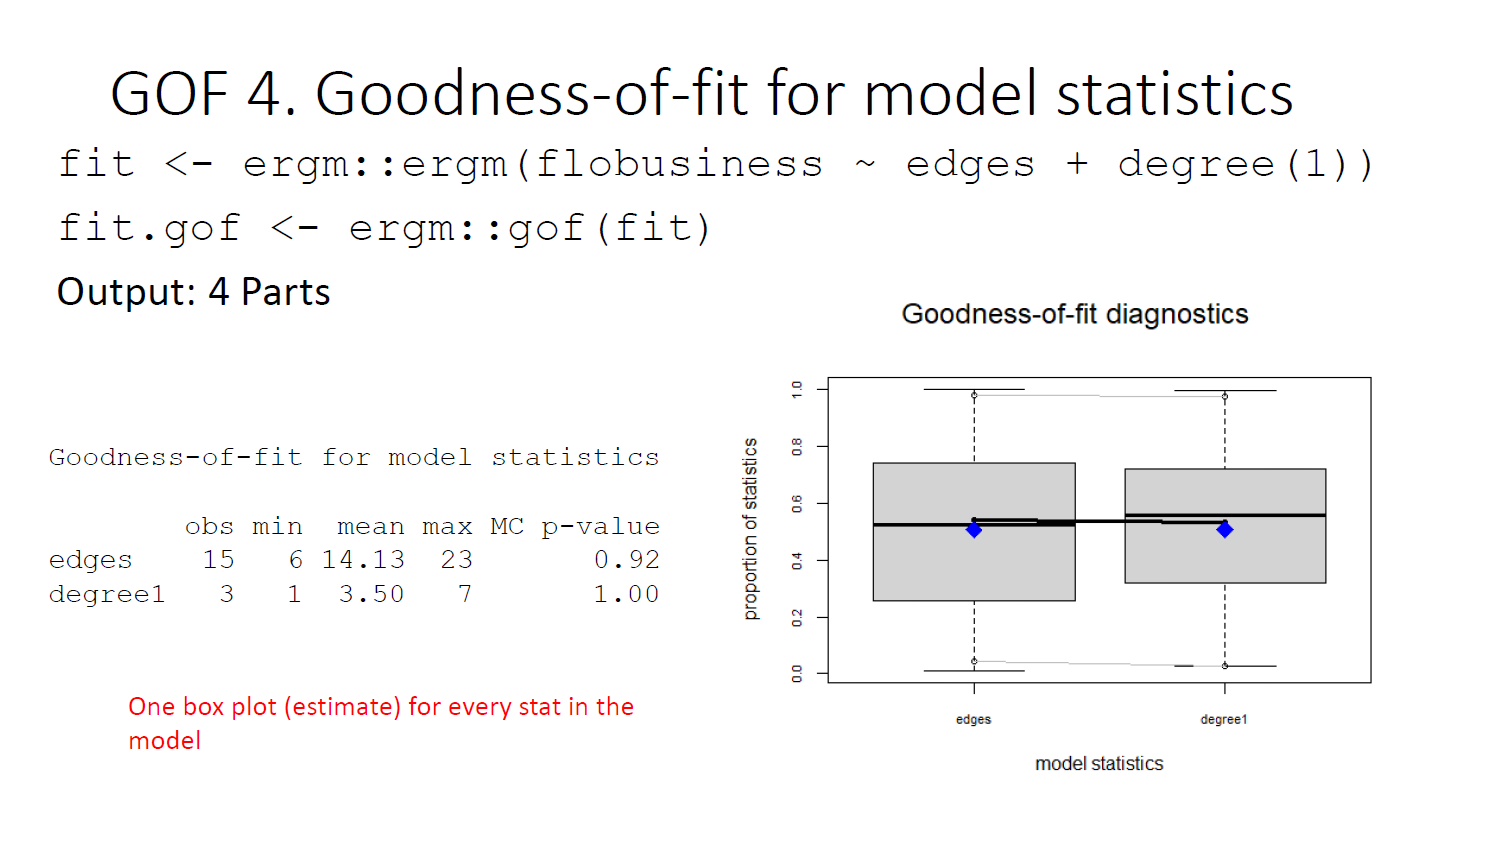 GOF 4. Goodness-of-fit for model statistics
fit <- ergm::ergm(flobusiness ~ edges + degree(1))
fit.gof <- ergm::gof(fit)
Output: 4 Parts
Goodness-of-fit for model statistics
obs min mean max MC p-value
edges 15 6 14.13 23 0.92
degree1 3 1 3.50 7 1.00
One box plot (estimate) for every stat in the
model
Goodness-of-fit diagnostics
proportion of statistics
1.0
0.8
0.6
0.4
0.2
0.0
edges degree1
model statistics